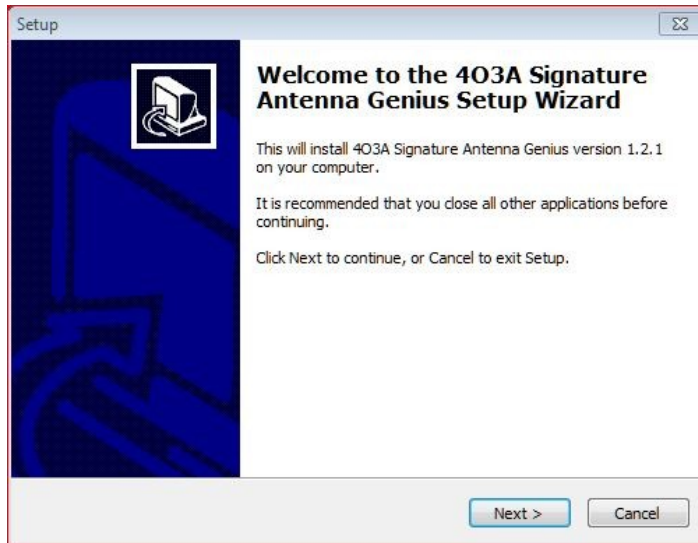 Setup
Welcome to the 4O3A Signature
Antenna Genius Setup Wizard
This will install 4O3A Signature Antenna Genius version 1.2.1
on your computer.
It is recommended that you close all other applications before
continuing.
Click Next to continue, or Cancel to exit Setup.
Next >
Cancel